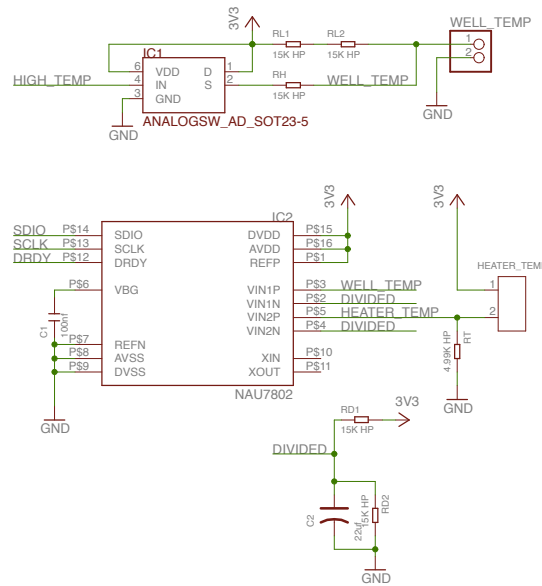 WELL_TEMP
3V3
RL1
RL2
15K HP
15K HP
1
2
IC1
6
VDD
D
1
HIGH_TEMP
4
IN
S
2
RH
WELL_TEMP
15K HP
3
GND
GND
GND
ANALOGSW_AD_SOT23-5
3V3
3V3
IC2
SDIO
P$14
SDIO
DVDD
P$15
SCLK
P$13
SCLK
AVDD
P$16
DRDY
P$12
DRDY
REFP
P$1
HEATER_TEM
P$6
VBG
VIN1P
P$3
WELL_TEMP
1
VIN1N
P$2
DIVIDED
VIN2P
P$5
HEATER_TEMP
2
VIN2N
P$4
DIVIDED
C1
100nf
RT
4.99K HP
P$7
REFN
P$8
AVSS
XIN
P$10
P$9
DVSS
XOUT
P$11
NAU7802
GND
GND
3V3
RD1
15K HP
DIVIDED
C2
22uf
15K HP
RD2
GND